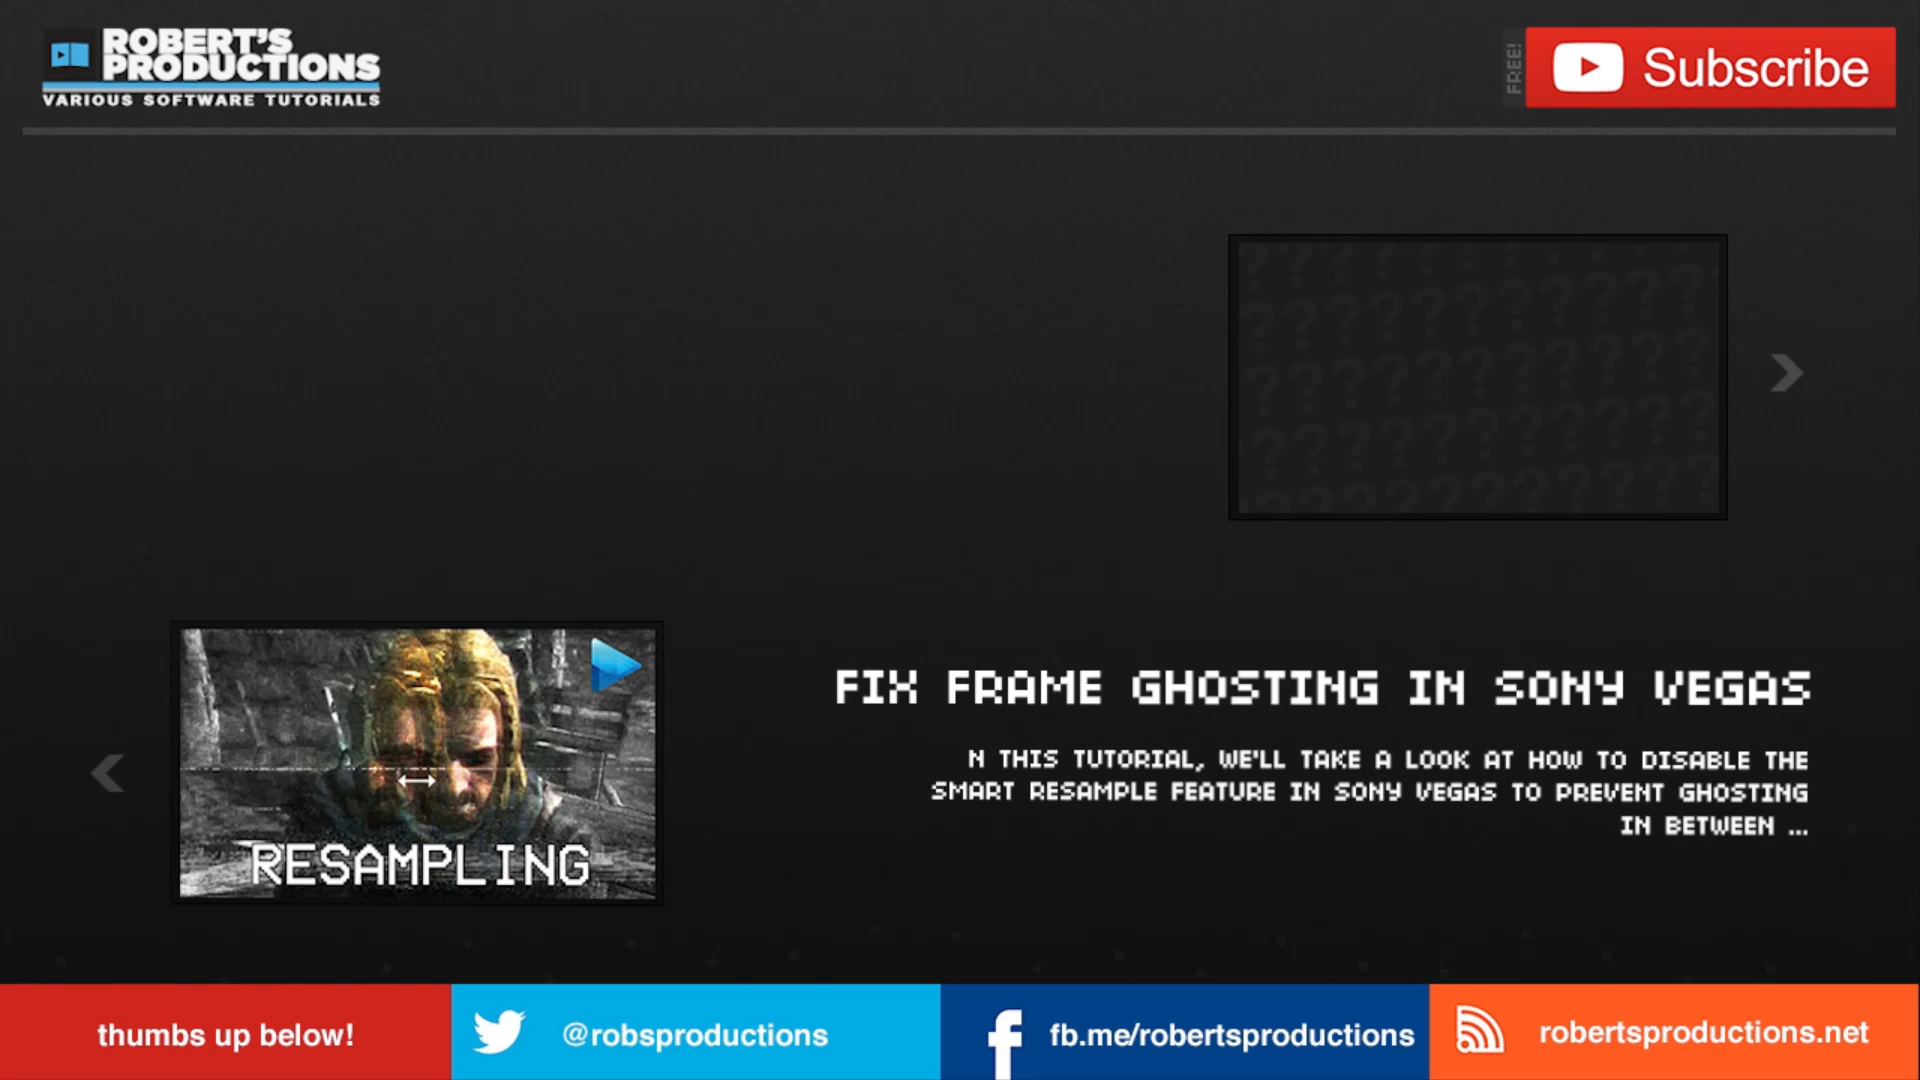 ROBERT'S
PRODUCTIONS
VARIOUS SOFTWARE TUTORIALS
FREE!
Subscribe
RESAMPLING
FIX FRAME GHOSTING IN SONY VEGAS
N THIS TUTORIAL, WE'LL TAKE A LOOK AT HOW TO DISABLE THE
SMART RESAMPLE FEATURE IN SONY VEGAS TO PREVENT GHOSTING
IN BETWEEN ...
thumbs up below!
@robsproductions
fb.me/robertsproductions
robertsproductions.net